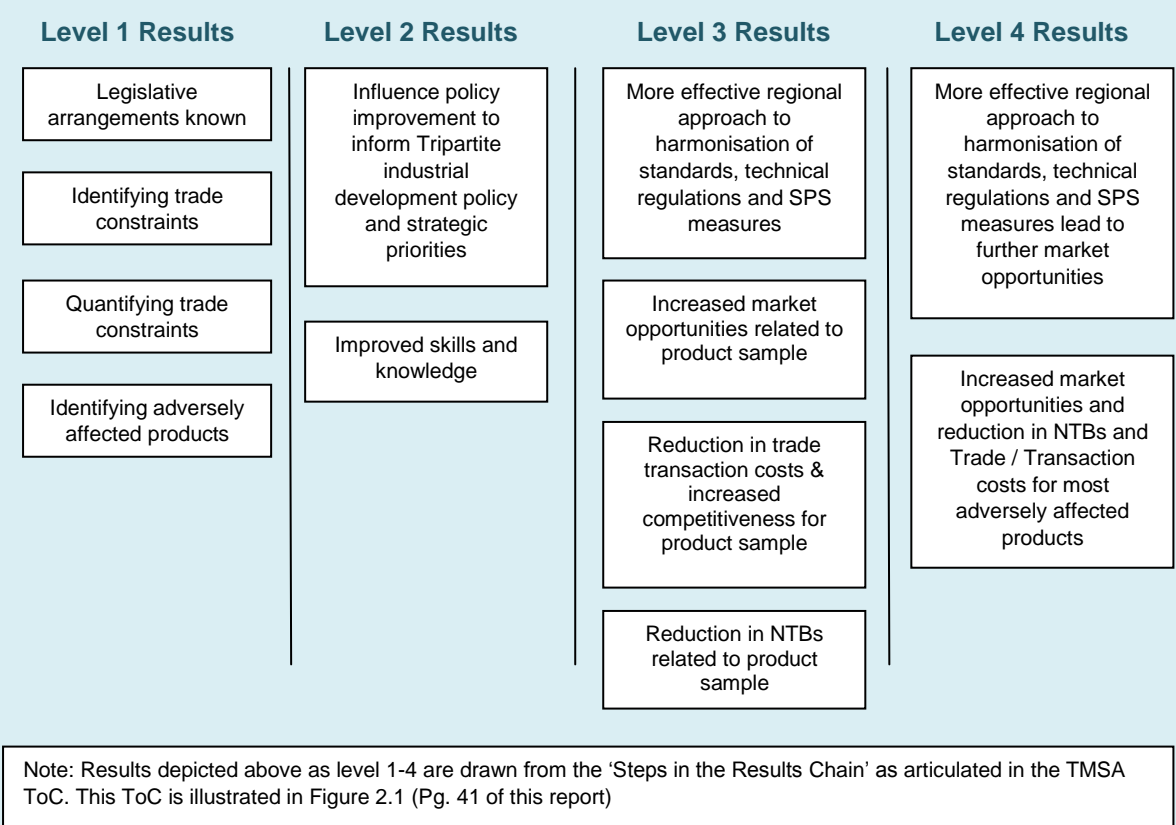 Level 1 Results
Legislative
arrangements known
Identifying trade
constraints
Quantifying trade
constraints
Identifying adversely
affected products
Level 2 Results
Influence policy
improvement to
inform Tripartite
industrial
development policy
and strategic
priorities
Improved skills and
knowledge
Level 3 Results
More effective regional
approach to
harmonisation of
standards, technical
regulations and SPS
measures
Increased market
opportunities related to
product sample
Reduction in trade
transaction costs &
increased
competitiveness for
product sample
Reduction in NTBs
related to product
sample
Level 4 Results
More effective regional
approach to
harmonisation of
standards, technical
regulations and SPS
measures lead to
further market
opportunities
Increased market
opportunities and
reduction in NTBs and
Trade / Transaction
costs for most
adversely affected
products
Note: Results depicted above as level 1-4 are drawn from the ‘Steps in the Results Chain’ as articulated in the TMSA
ToC. This ToC is illustrated in Figure 2.1 (Pg. 41 of this report)